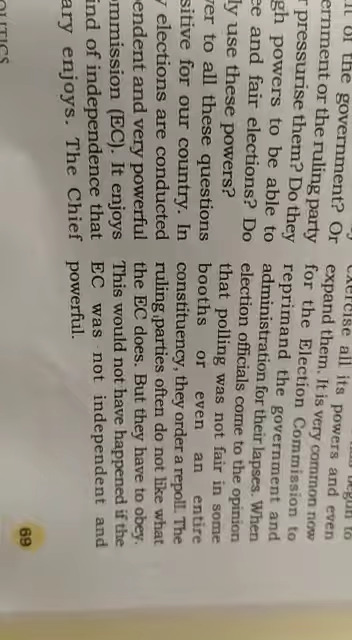 of the government? Or
ernment or the ruling party
pressurise them? Do they
gh powers to be able to
ee and fair elections? Do
ly use these powers?
er to all these questions
sitive for our country. In
elections are conducted
endent and very powerful
mmission (EC). It enjoys
ind of independence that
ary enjoys. The Chief
exercise all its powers and even
expand them. It is very common now
for the Election Commission to
reprimand the government and
administration for their lapses. When
election officials come to the opinion
that polling was not fair in some
booths or even an entire
constituency, they order a repoll. The
ruling parties often do not like what
the EC does. But they have to obey.
This would not have happened if the
EC was not independent and
powerful.
OLITICS
69